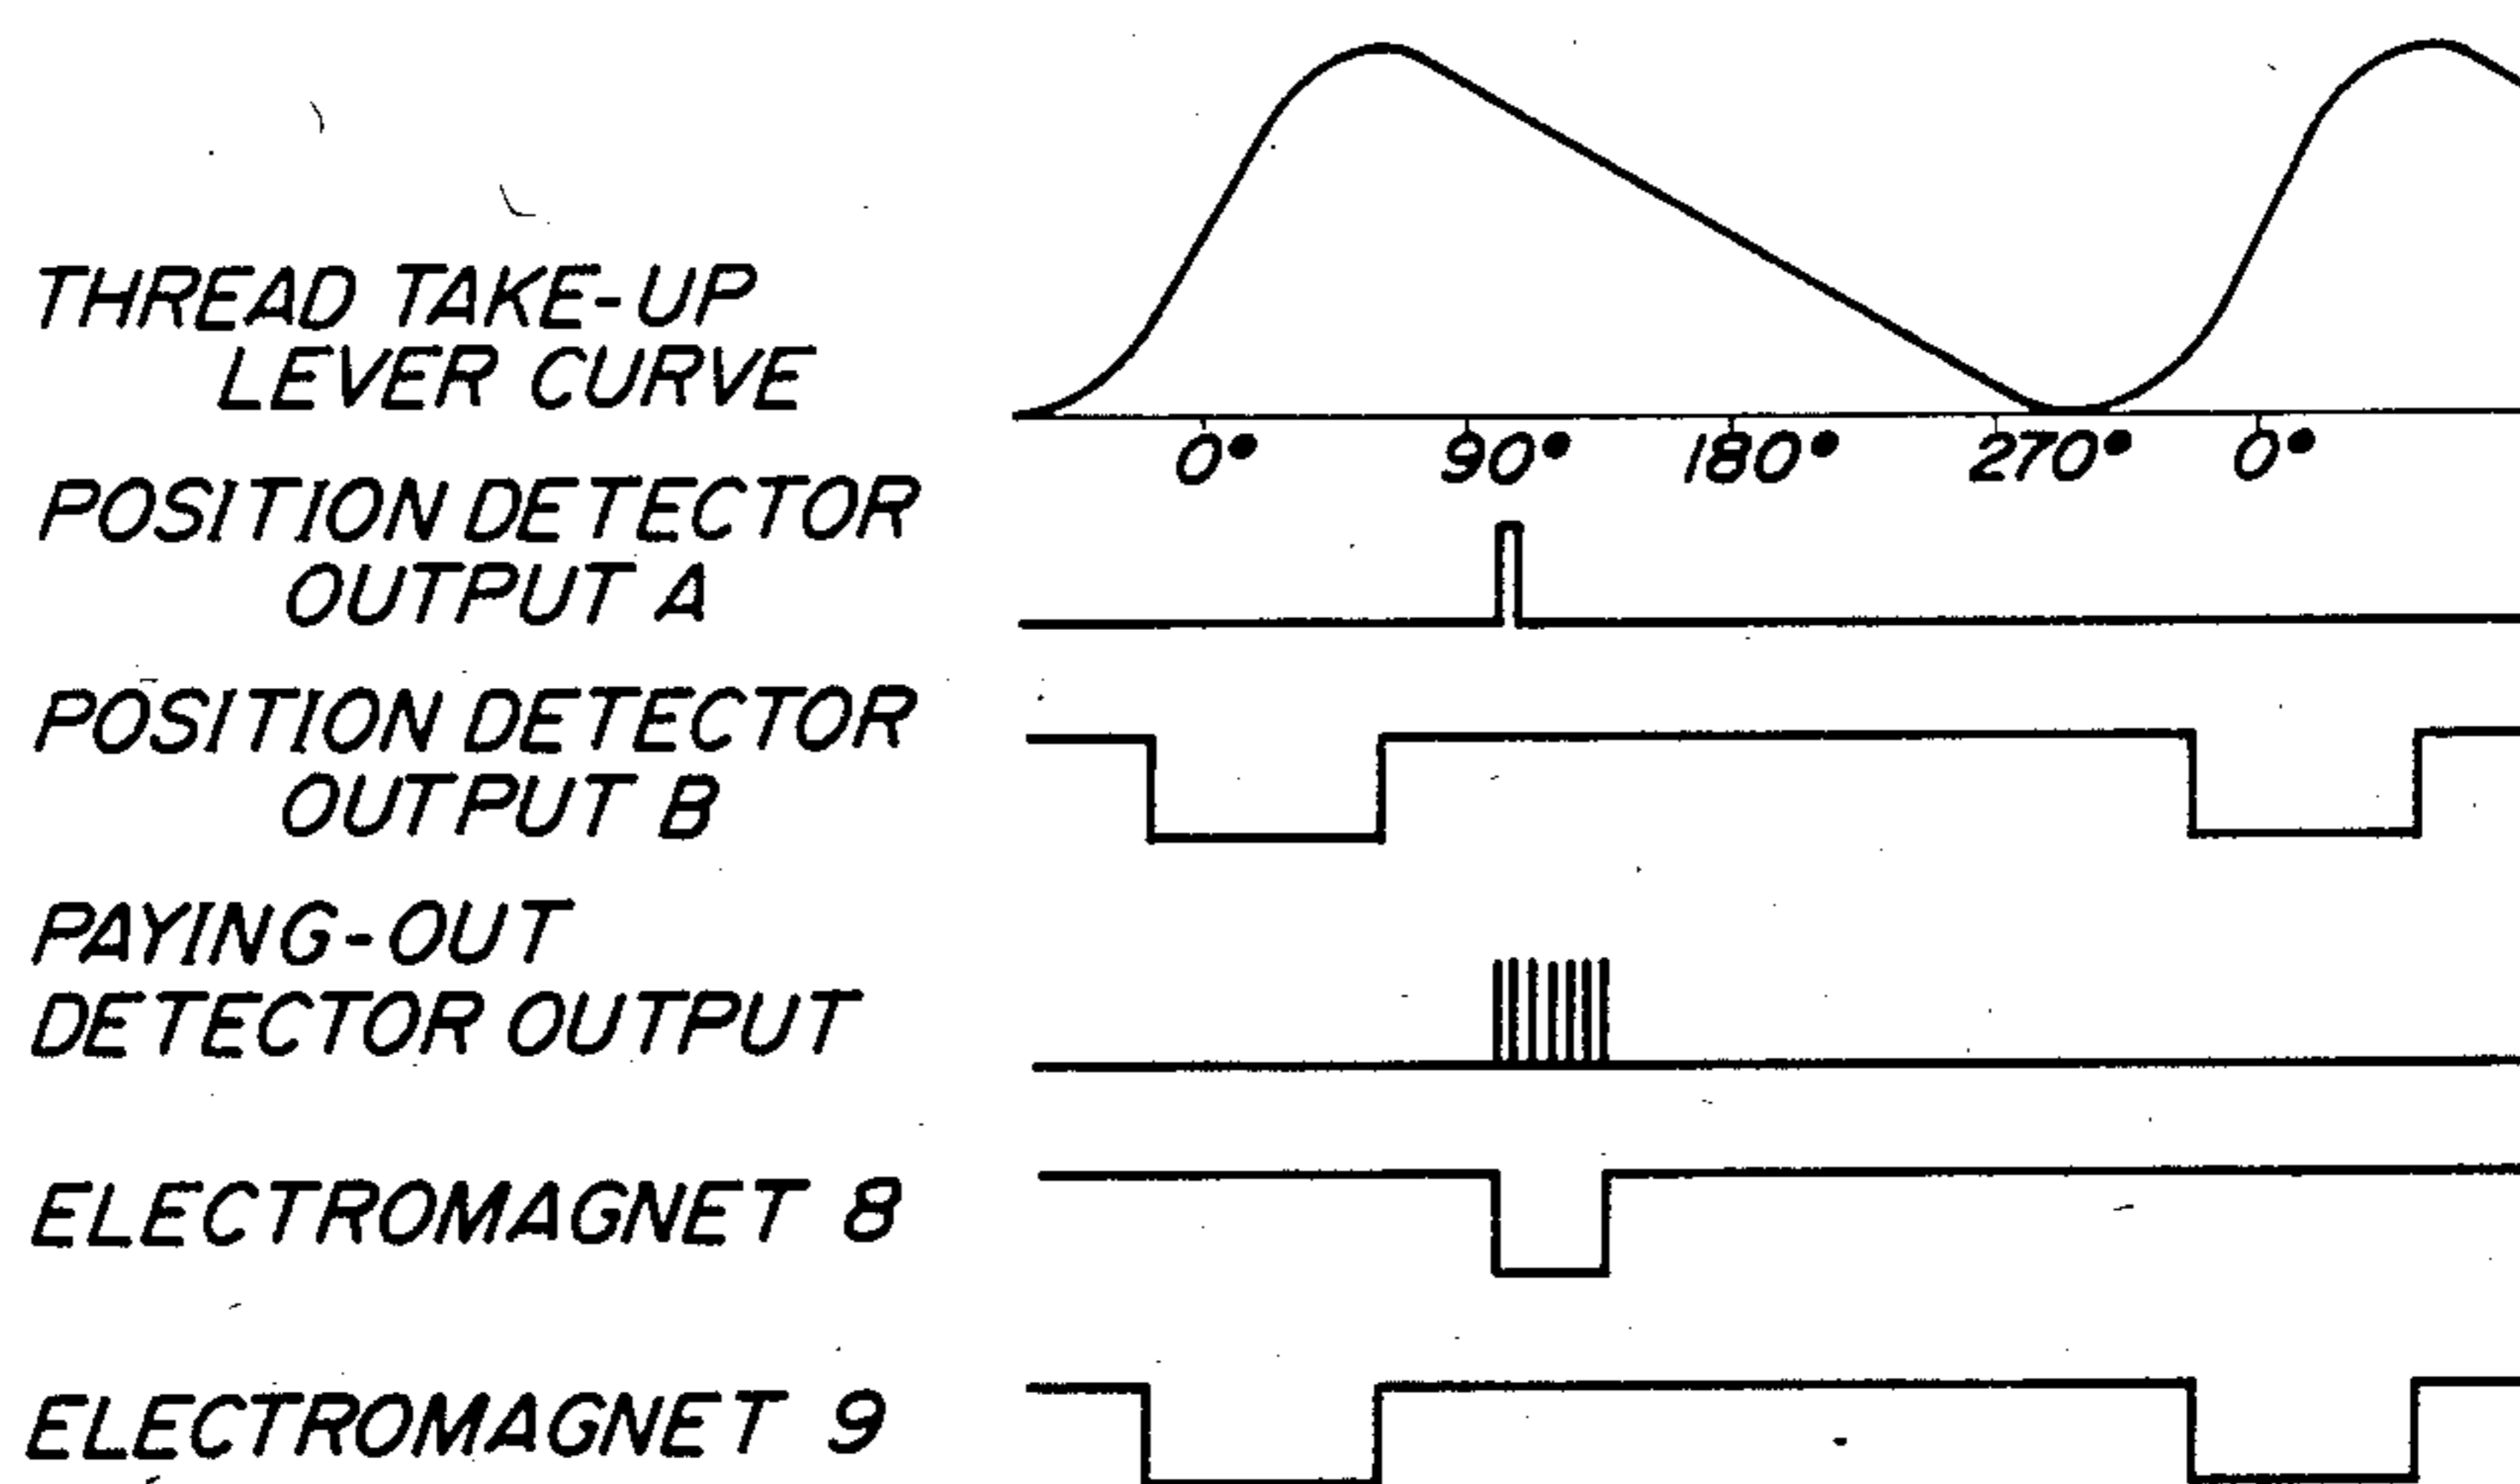 THREAD TAKE-UP
LEVER CURVE
0° 90° 180° 270° 0°
POSITION DETECTOR
OUTPUT A
POSITION DETECTOR
OUTPUT B
PAYING-OUT
DETECTOR OUTPUT
ELECTROMAGNET 8
ELECTROMAGNET 9